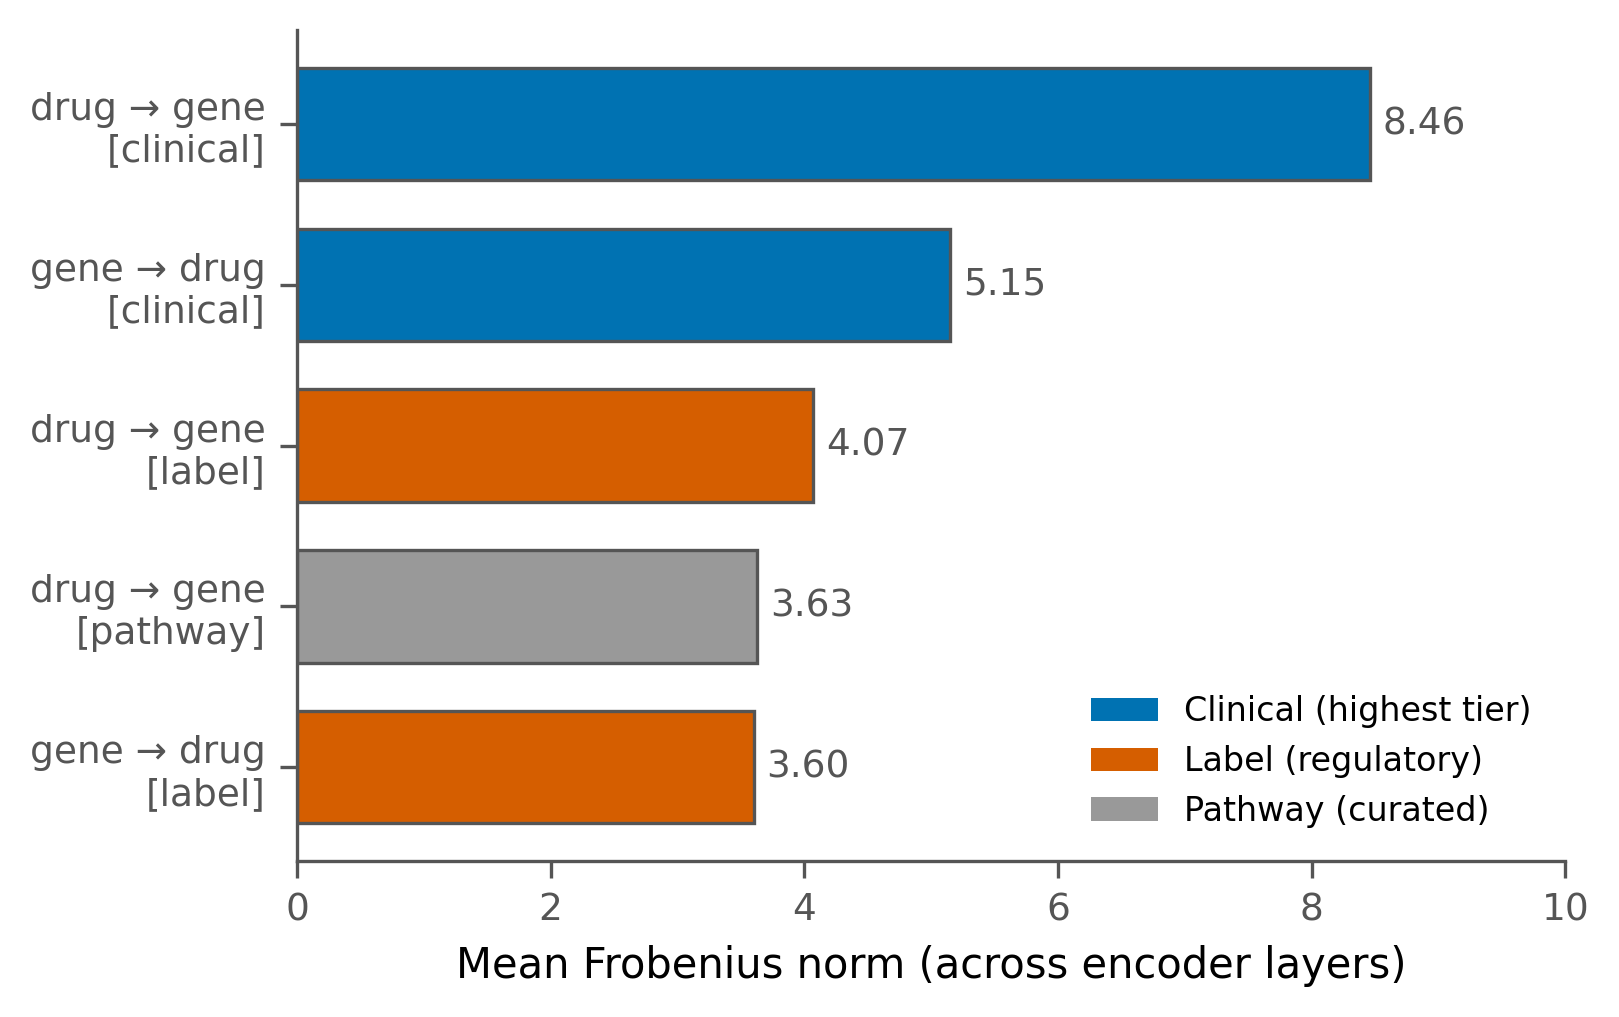 drug → gene
[clinical]
8.46
gene → drug
[clinical]
5.15
drug → gene
[label]
4.07
drug → gene
[pathway]
3.63
gene → drug
[label]
3.60
Clinical (highest tier)
Label (regulatory)
Pathway (curated)
0 2 4 6 8 10
Mean Frobenius norm (across encoder layers)